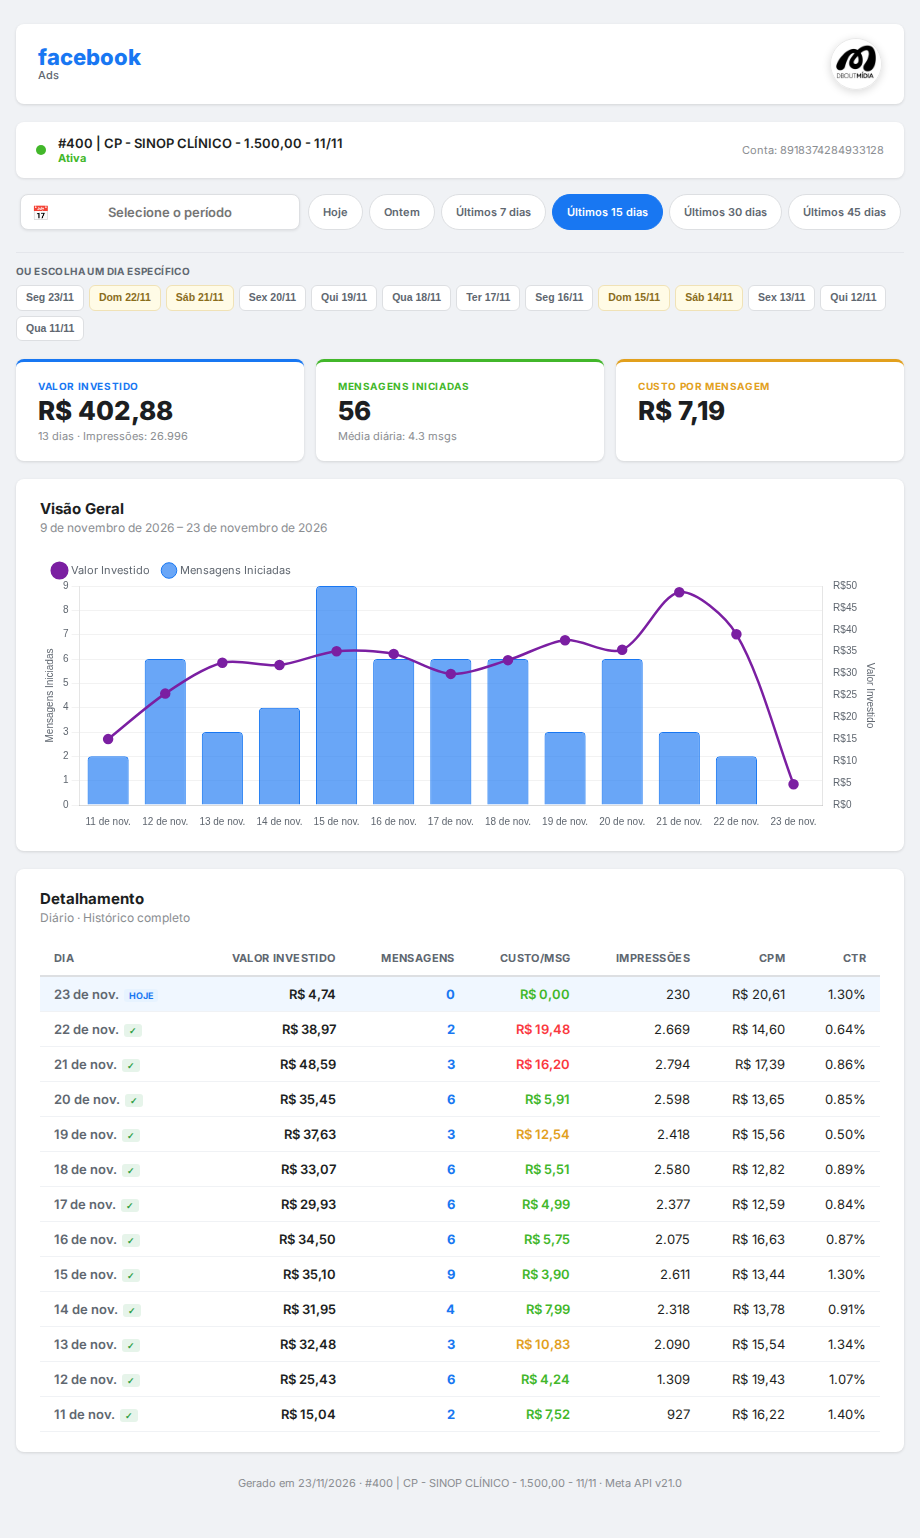 facebook
Ads
DBOUTMÍDIA
#400 | CP - SINOP CLÍNICO - 1.500,00 - 11/11
Ativa
Conta: 8918374284933128
Selecione o período
Hoje
Ontem
Últimos 7 dias
Últimos 15 dias
Últimos 30 dias
Últimos 45 dias
OU ESCOLHA UM DIA ESPECÍFICO
Seg 23/11
Dom 22/11
Sáb 21/11
Sex 20/11
Qui 19/11
Qua 18/11
Ter 17/11
Seg 16/11
Dom 15/11
Sáb 14/11
Sex 13/11
Qui 12/11
Qua 11/11
VALOR INVESTIDO
R$ 402,88
13 dias · Impressões: 26.996
MENSAGENS INICIADAS
56
Média diária: 4.3 msgs
CUSTO POR MENSAGEM
R$ 7,19
Visão Geral
9 de novembro de 2026 – 23 de novembro de 2026
Valor Investido
Mensagens Iniciadas
9
8
7
6
5
4
3
2
1
0
Mensagens Iniciadas
R$50
R$45
R$40
R$35
R$30
R$25
R$20
R$15
R$10
R$5
R$0
Valor Investido
11 de nov. 12 de nov. 13 de nov. 14 de nov. 15 de nov. 16 de nov. 17 de nov. 18 de nov. 19 de nov. 20 de nov. 21 de nov. 22 de nov. 23 de nov.
Detalhamento
Diário · Histórico completo
DIA VALOR INVESTIDO MENSAGENS CUSTO/MSG IMPRESSÕES CPM CTR
23 de nov. HOJE R$ 4,74 0 R$ 0,00 230 R$ 20,61 1.30%
22 de nov. ✓ R$ 38,97 2 R$ 19,48 2.669 R$ 14,60 0.64%
21 de nov. ✓ R$ 48,59 3 R$ 16,20 2.794 R$ 17,39 0.86%
20 de nov. ✓ R$ 35,45 6 R$ 5,91 2.598 R$ 13,65 0.85%
19 de nov. ✓ R$ 37,63 3 R$ 12,54 2.418 R$ 15,56 0.50%
18 de nov. ✓ R$ 33,07 6 R$ 5,51 2.580 R$ 12,82 0.89%
17 de nov. ✓ R$ 29,93 6 R$ 4,99 2.377 R$ 12,59 0.84%
16 de nov. ✓ R$ 34,50 6 R$ 5,75 2.075 R$ 16,63 0.87%
15 de nov. ✓ R$ 35,10 9 R$ 3,90 2.611 R$ 13,44 1.30%
14 de nov. ✓ R$ 31,95 4 R$ 7,99 2.318 R$ 13,78 0.91%
13 de nov. ✓ R$ 32,48 3 R$ 10,83 2.090 R$ 15,54 1.34%
12 de nov. ✓ R$ 25,43 6 R$ 4,24 1.309 R$ 19,43 1.07%
11 de nov. ✓ R$ 15,04 2 R$ 7,52 927 R$ 16,22 1.40%
Gerado em 23/11/2026 · #400 | CP - SINOP CLÍNICO - 1.500,00 - 11/11 · Meta API v21.0